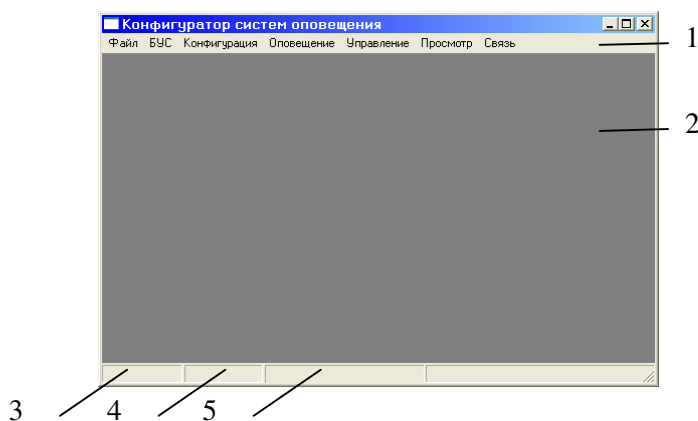 Конфигуратор систем оповещения
Файл БУС Конфигурация Оповещение Управление Просмотр Связь
1
2
3 4 5